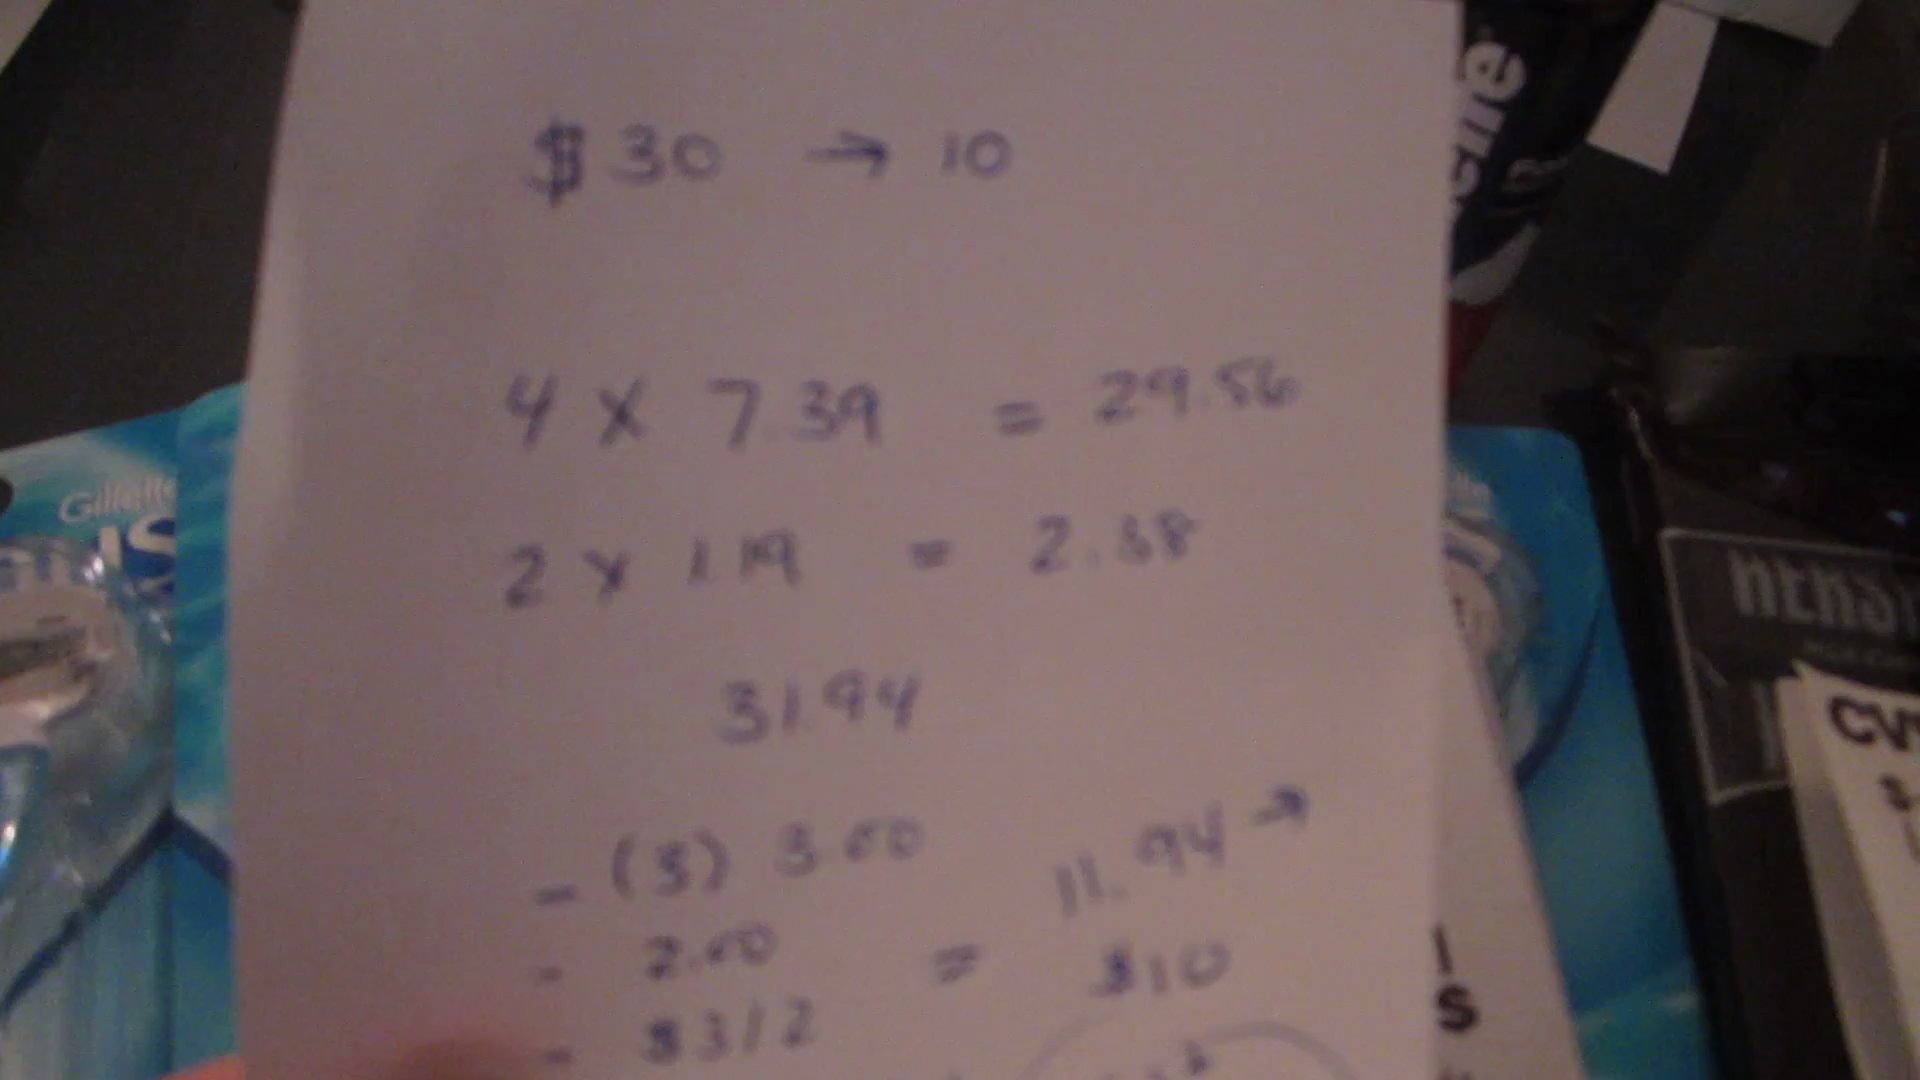 $30 → 10
4 x 7.39 = 29.56
2 x 1.19 = 2.38
31.94
- (3) 3.00
11.94 →
- 2.00 = $10
- $3/2
Gillette
CVS